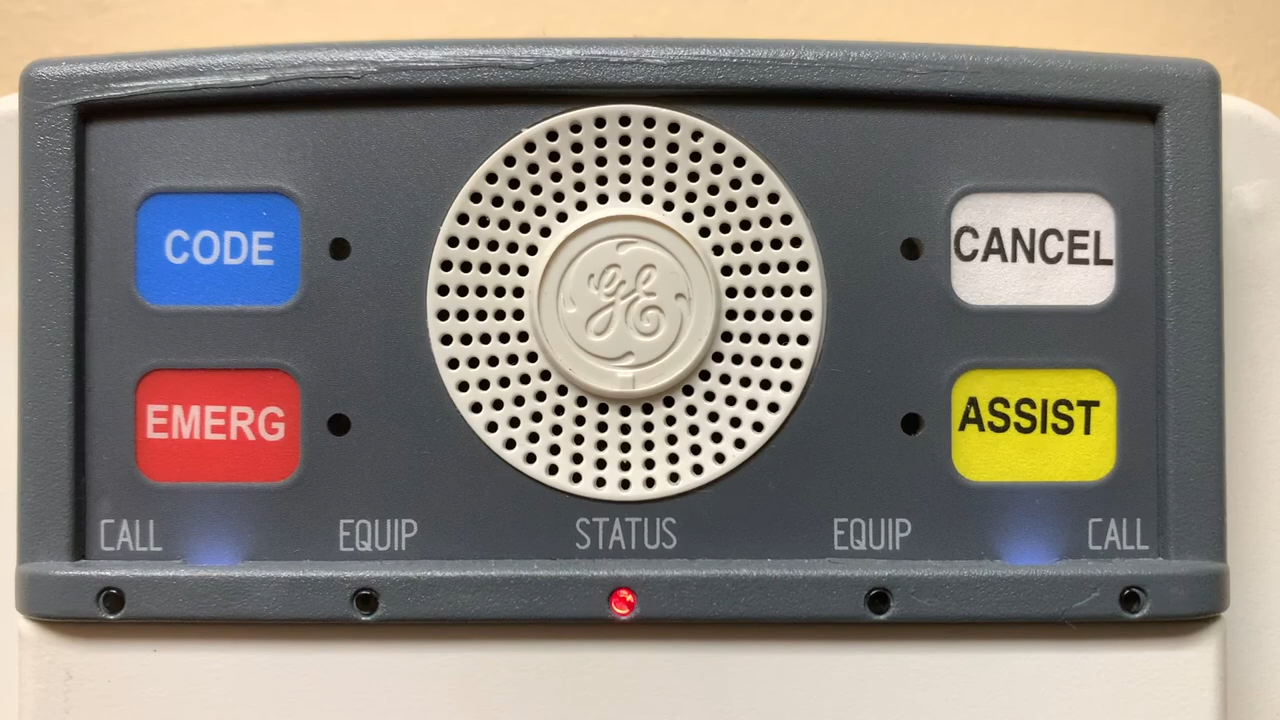 CODE
CANCEL
GE
EMERG
ASSIST
CALL EQUIP STATUS EQUIP CALL